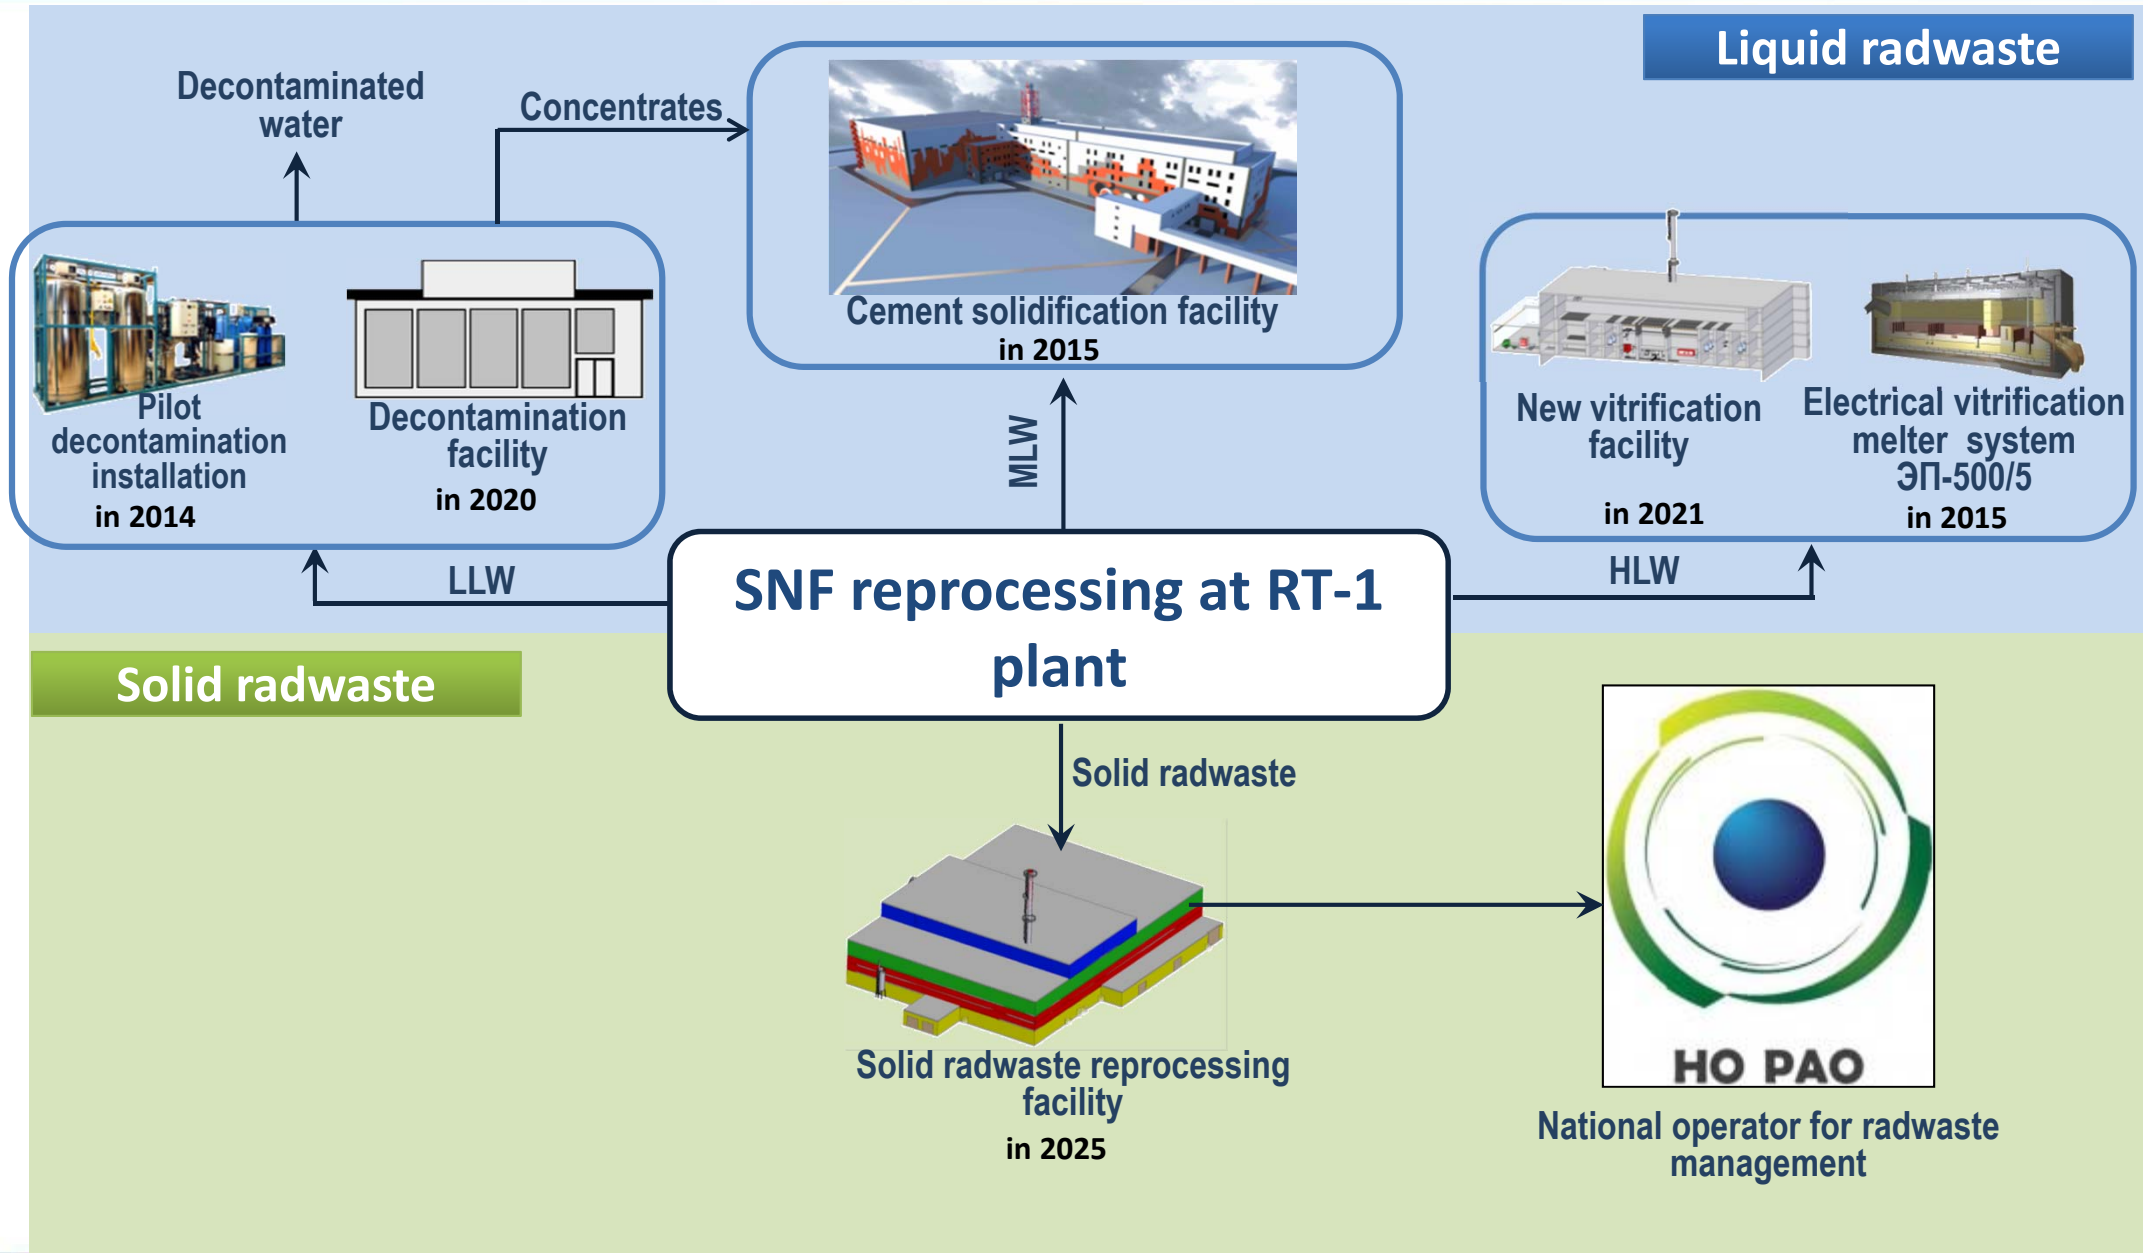 Liquid radwaste
Decontaminated
water
Concentrates
Cement solidification facility
in 2015
Pilot
decontamination
installation
in 2014
Decontamination
facility
in 2020
New vitrification
facility
in 2021
Electrical vitrification
melter system
ЭП-500/5
in 2015
MLW
LLW
HLW
SNF reprocessing at RT-1
plant
Solid radwaste
Solid radwaste
Solid radwaste reprocessing
facility
in 2025
НО РАО
National operator for radwaste
management